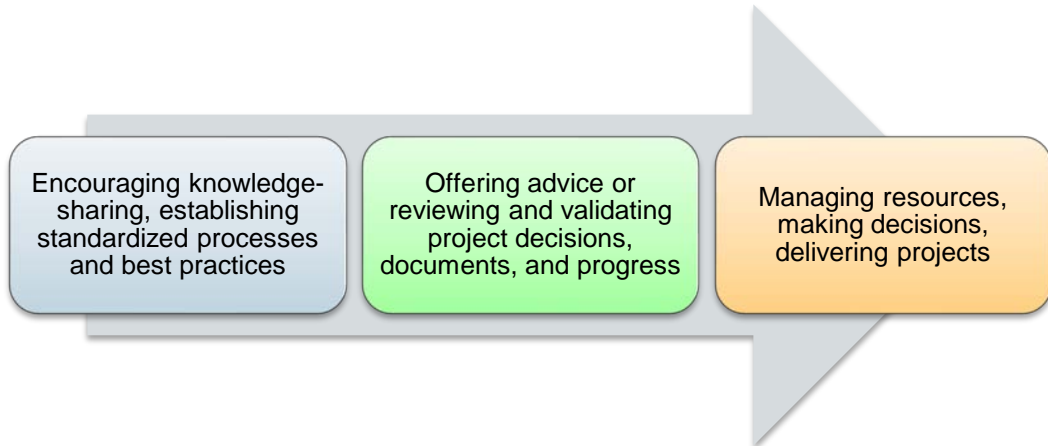 Encouraging knowledge-
sharing, establishing
standardized processes
and best practices
Offering advice or
reviewing and validating
project decisions,
documents, and progress
Managing resources,
making decisions,
delivering projects